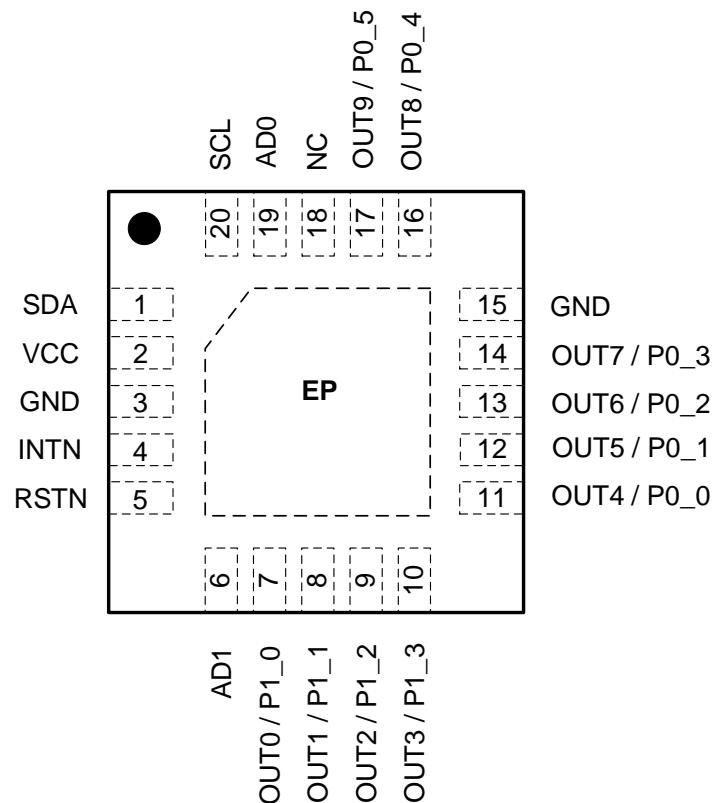 SCL
AD0
NC
OUT9 / P0_5
OUT8 / P0_4
20
19
18
17
16
SDA
1
VCC
2
GND
3
INTN
4
RSTN
5
EP
15
GND
14
OUT7 / P0_3
13
OUT6 / P0_2
12
OUT5 / P0_1
11
OUT4 / P0_0
6
7
8
9
10
AD1
OUT0 / P1_0
OUT1 / P1_1
OUT2 / P1_2
OUT3 / P1_3